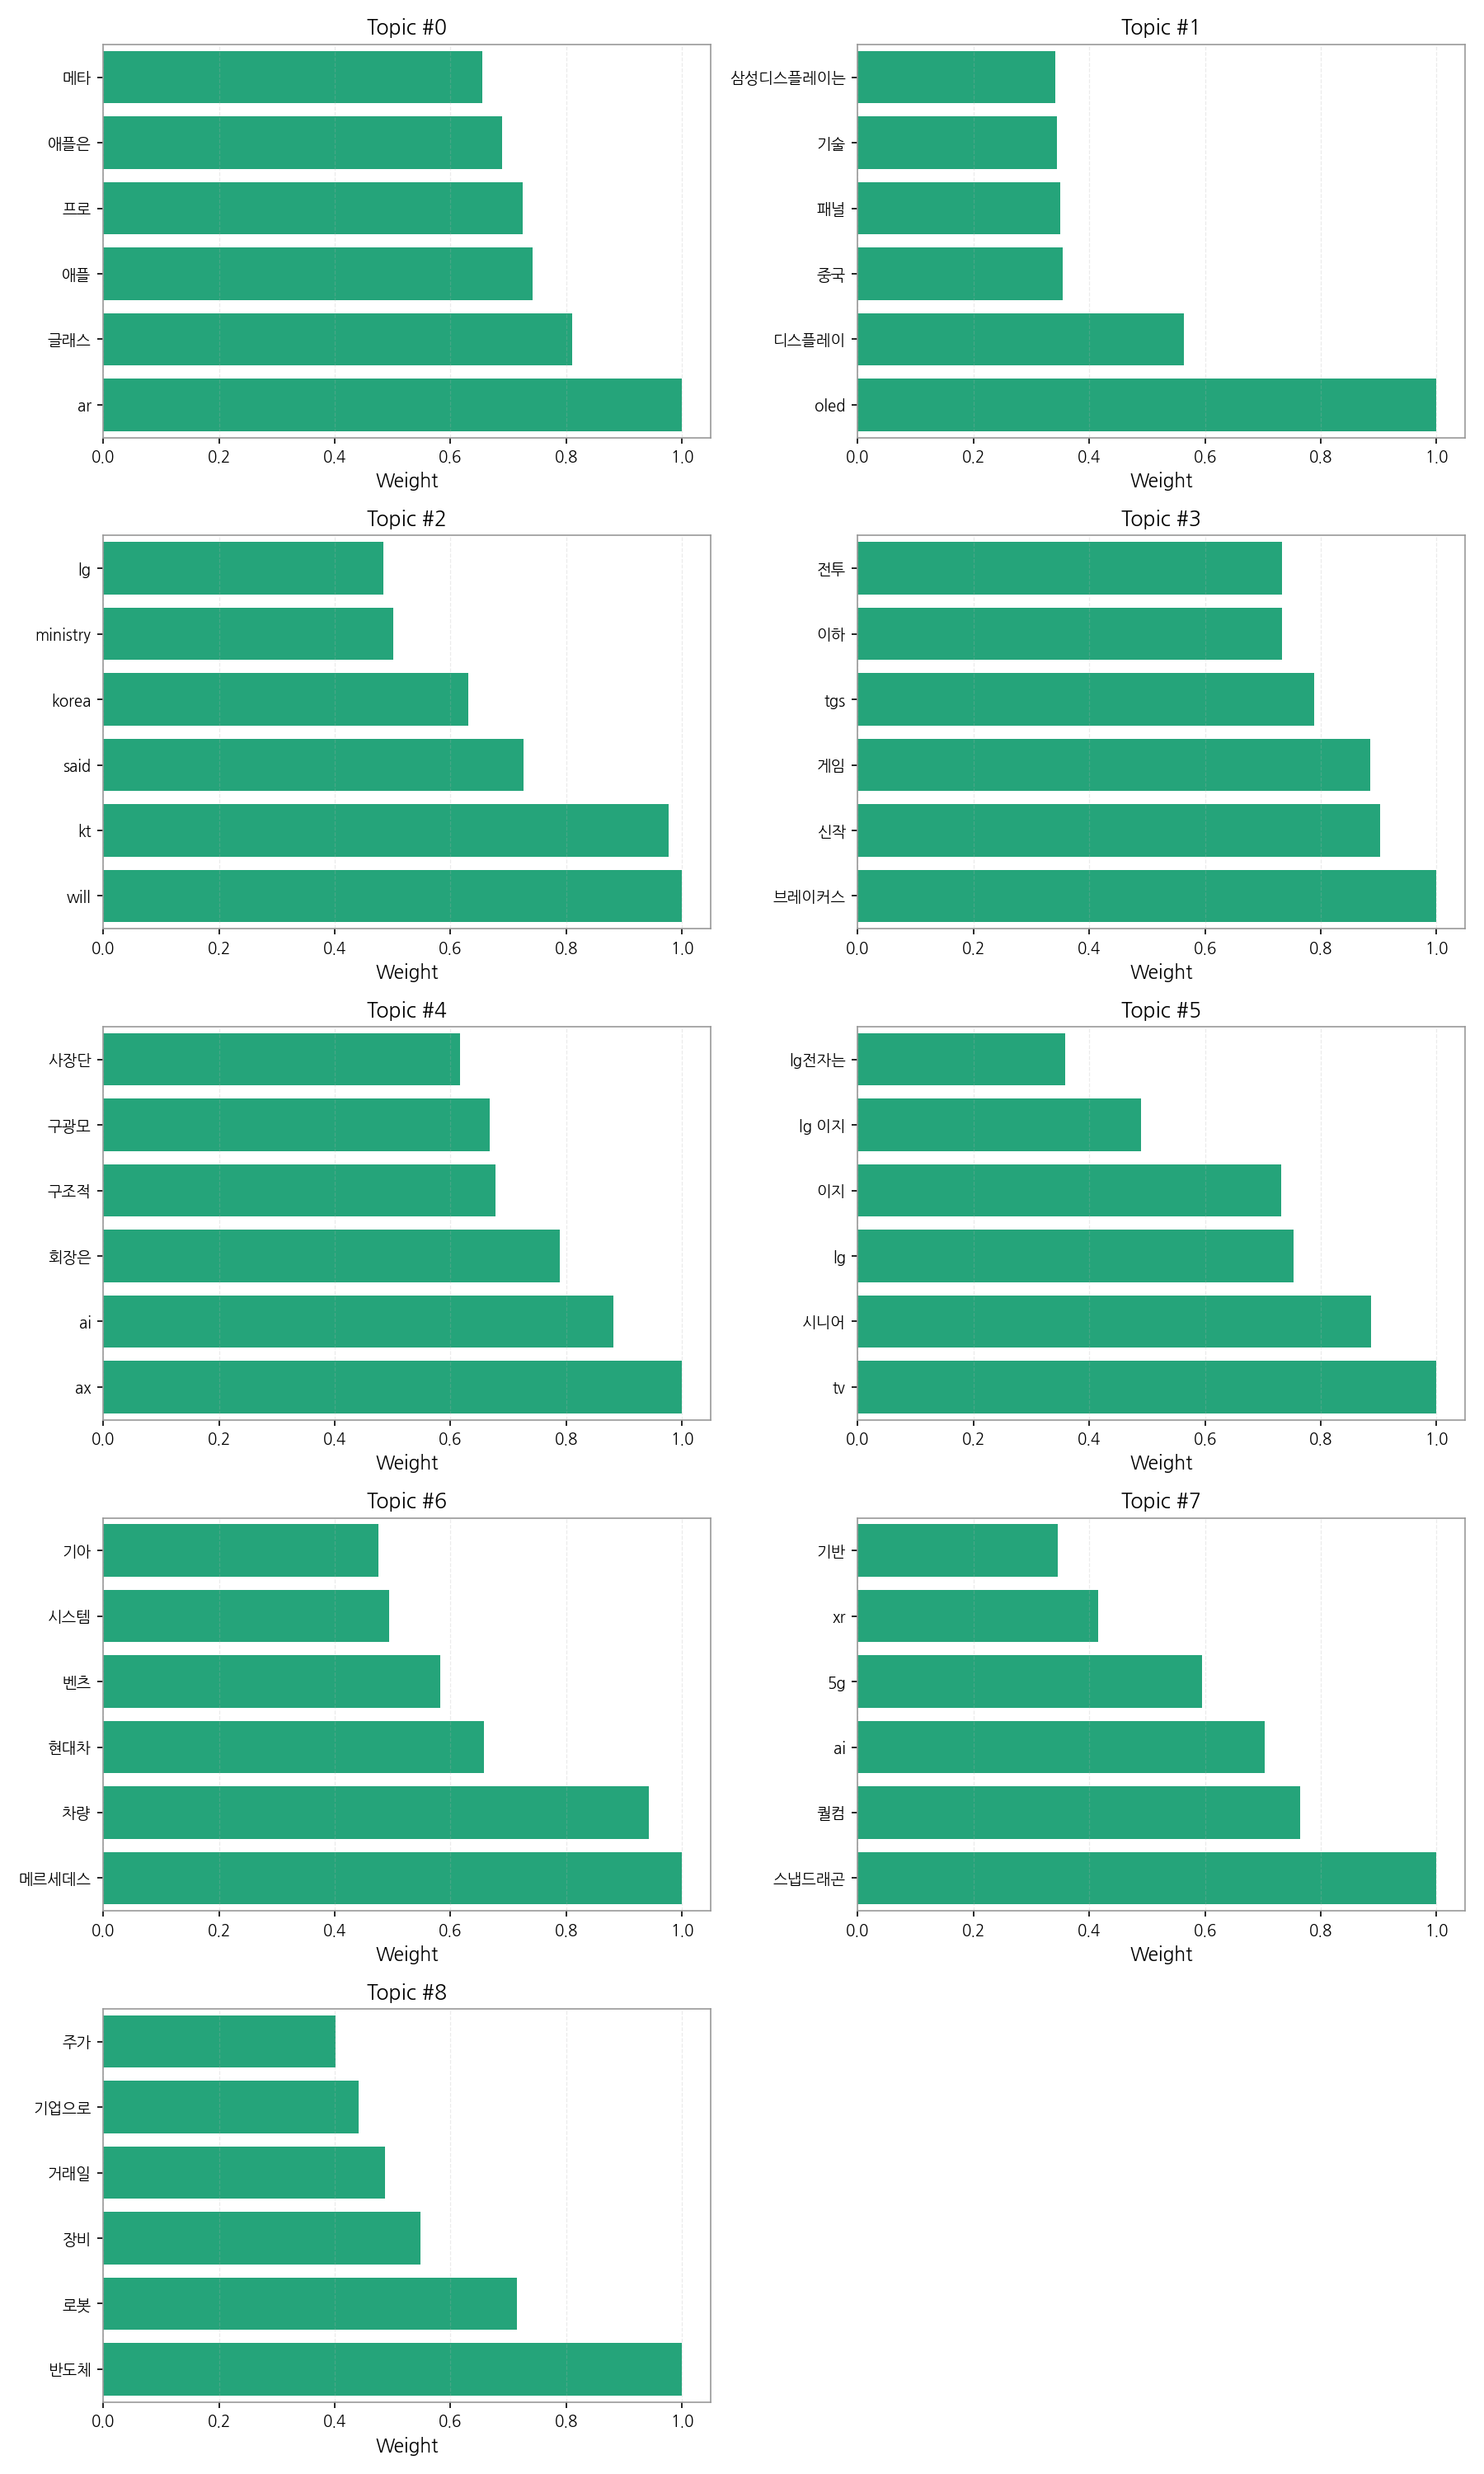 Topic #0
메타
애플은
프로
애플
글래스
ar
0.0 0.2 0.4 0.6 0.8 1.0
Weight
Topic #1
삼성디스플레이는
기술
패널
중국
디스플레이
oled
0.0 0.2 0.4 0.6 0.8 1.0
Weight
Topic #2
lg
ministry
korea
said
kt
will
0.0 0.2 0.4 0.6 0.8 1.0
Weight
Topic #3
전투
이하
tgs
게임
신작
브레이커스
0.0 0.2 0.4 0.6 0.8 1.0
Weight
Topic #4
사장단
구광모
구조적
회장은
ai
ax
0.0 0.2 0.4 0.6 0.8 1.0
Weight
Topic #5
lg전자는
lg 이지
이지
lg
시니어
tv
0.0 0.2 0.4 0.6 0.8 1.0
Weight
Topic #6
기아
시스템
벤츠
현대차
차량
메르세데스
0.0 0.2 0.4 0.6 0.8 1.0
Weight
Topic #7
기반
xr
5g
ai
퀄컴
스냅드래곤
0.0 0.2 0.4 0.6 0.8 1.0
Weight
Topic #8
주가
기업으로
거래일
장비
로봇
반도체
0.0 0.2 0.4 0.6 0.8 1.0
Weight